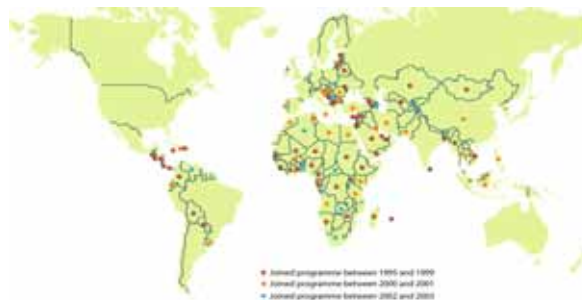 Joined programme between 1995 and 1999
Joined programme between 2000 and 2001
Joined programme between 2002 and 2003